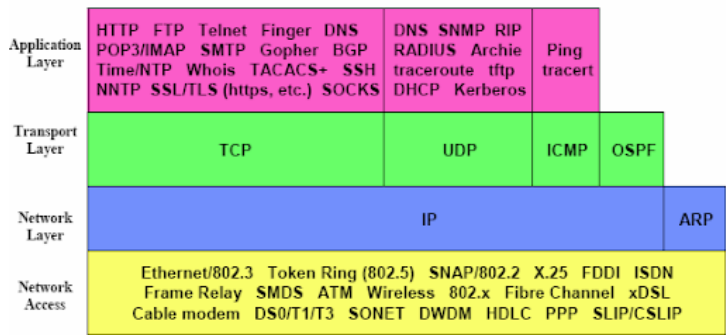 Application
Layer
HTTP FTP Telnet Finger DNS
POP3/IMAP SMTP Gopher BGP
Time/NTP Whois TACACS+ SSH
NNTP SSL/TLS (https, etc.) SOCKS
DNS SNMP RIP
RADIUS Archie
traceroute tftp
DHCP Kerberos
Ping
tracert
Transport
Layer
TCP
UDP
ICMP
OSPF
Network
Layer
IP
ARP
Network
Access
Ethernet/802.3 Token Ring (802.5) SNAP/802.2 X.25 FDDI ISDN
Frame Relay SMDS ATM Wireless 802.x Fibre Channel xDSL
Cable modem DS0/T1/T3 SONET DWDM HDLC PPP SLIP/CSLIP